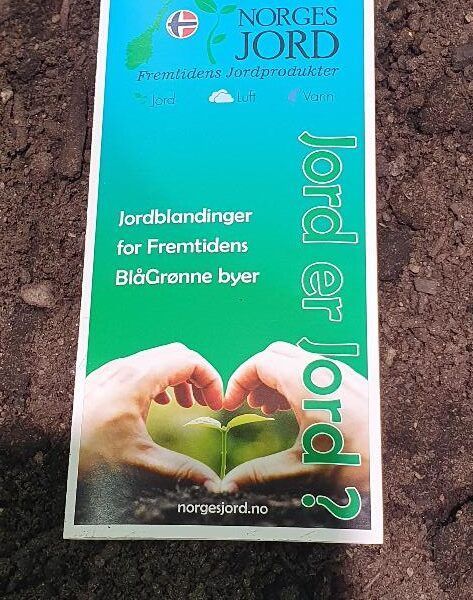 NORGES
JORD
Fremtidens Jordprodukter
Jord Luft Vann
Jordblandinger
for Fremtidens
BlåGrønne byer
Jord er Jord ?
norgesjord.no